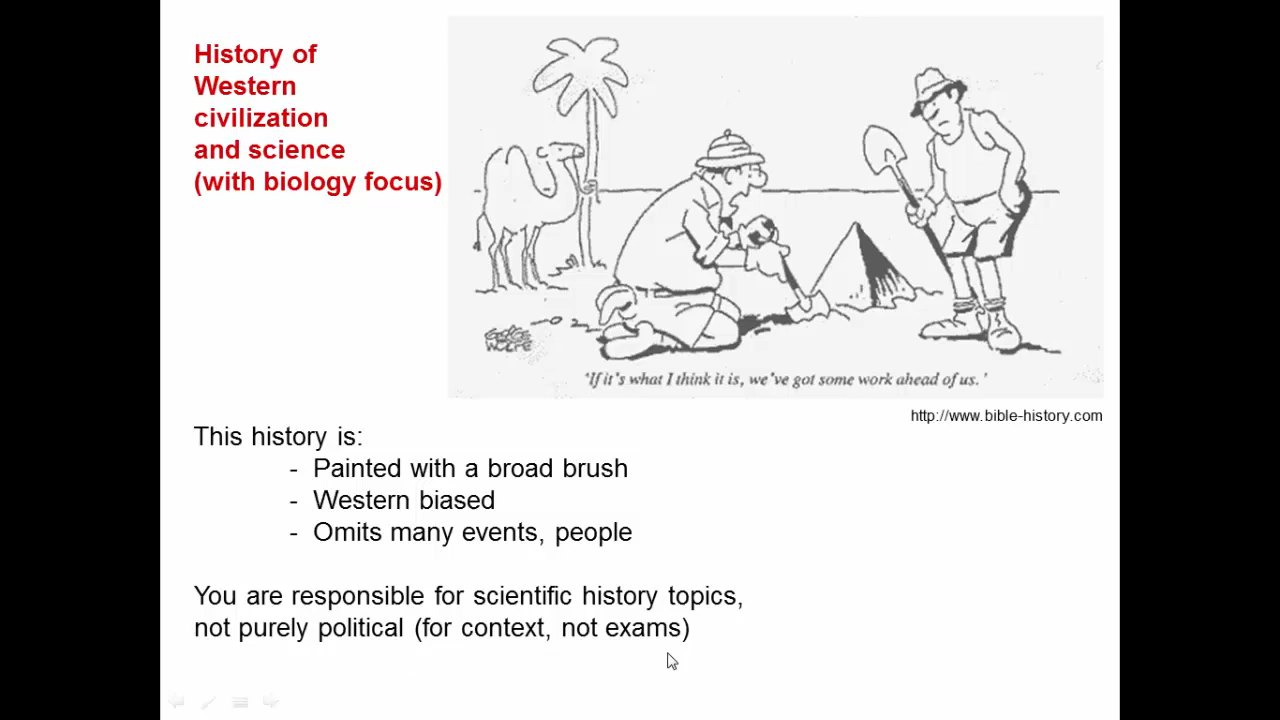 History of
Western
civilization
and science
(with biology focus)
GEORGE
WOLFE
'If it's what I think it is, we've got some work ahead of us.'
http://www.bible-history.com
This history is:
- Painted with a broad brush
- Western biased
- Omits many events, people
You are responsible for scientific history topics,
not purely political (for context, not exams)